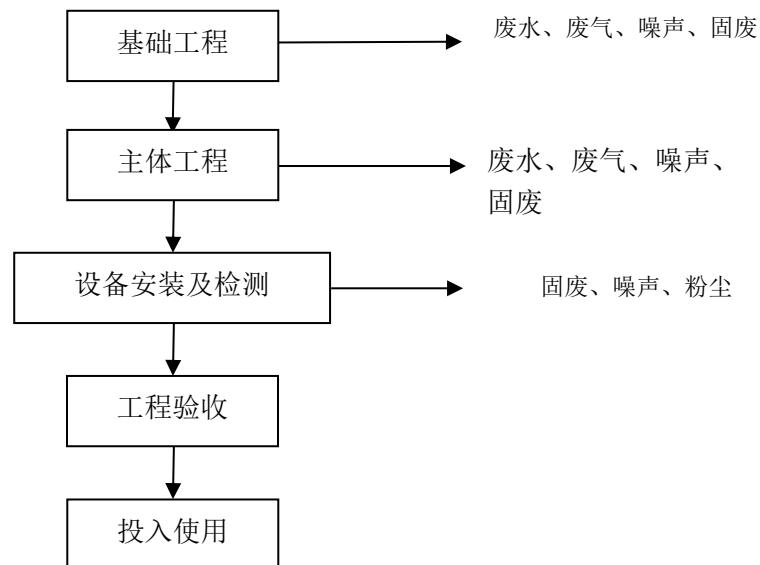 基础工程
废水、废气、噪声、固废
主体工程
废水、废气、噪声、
固废
设备安装及检测
固废、噪声、粉尘
工程验收
投入使用